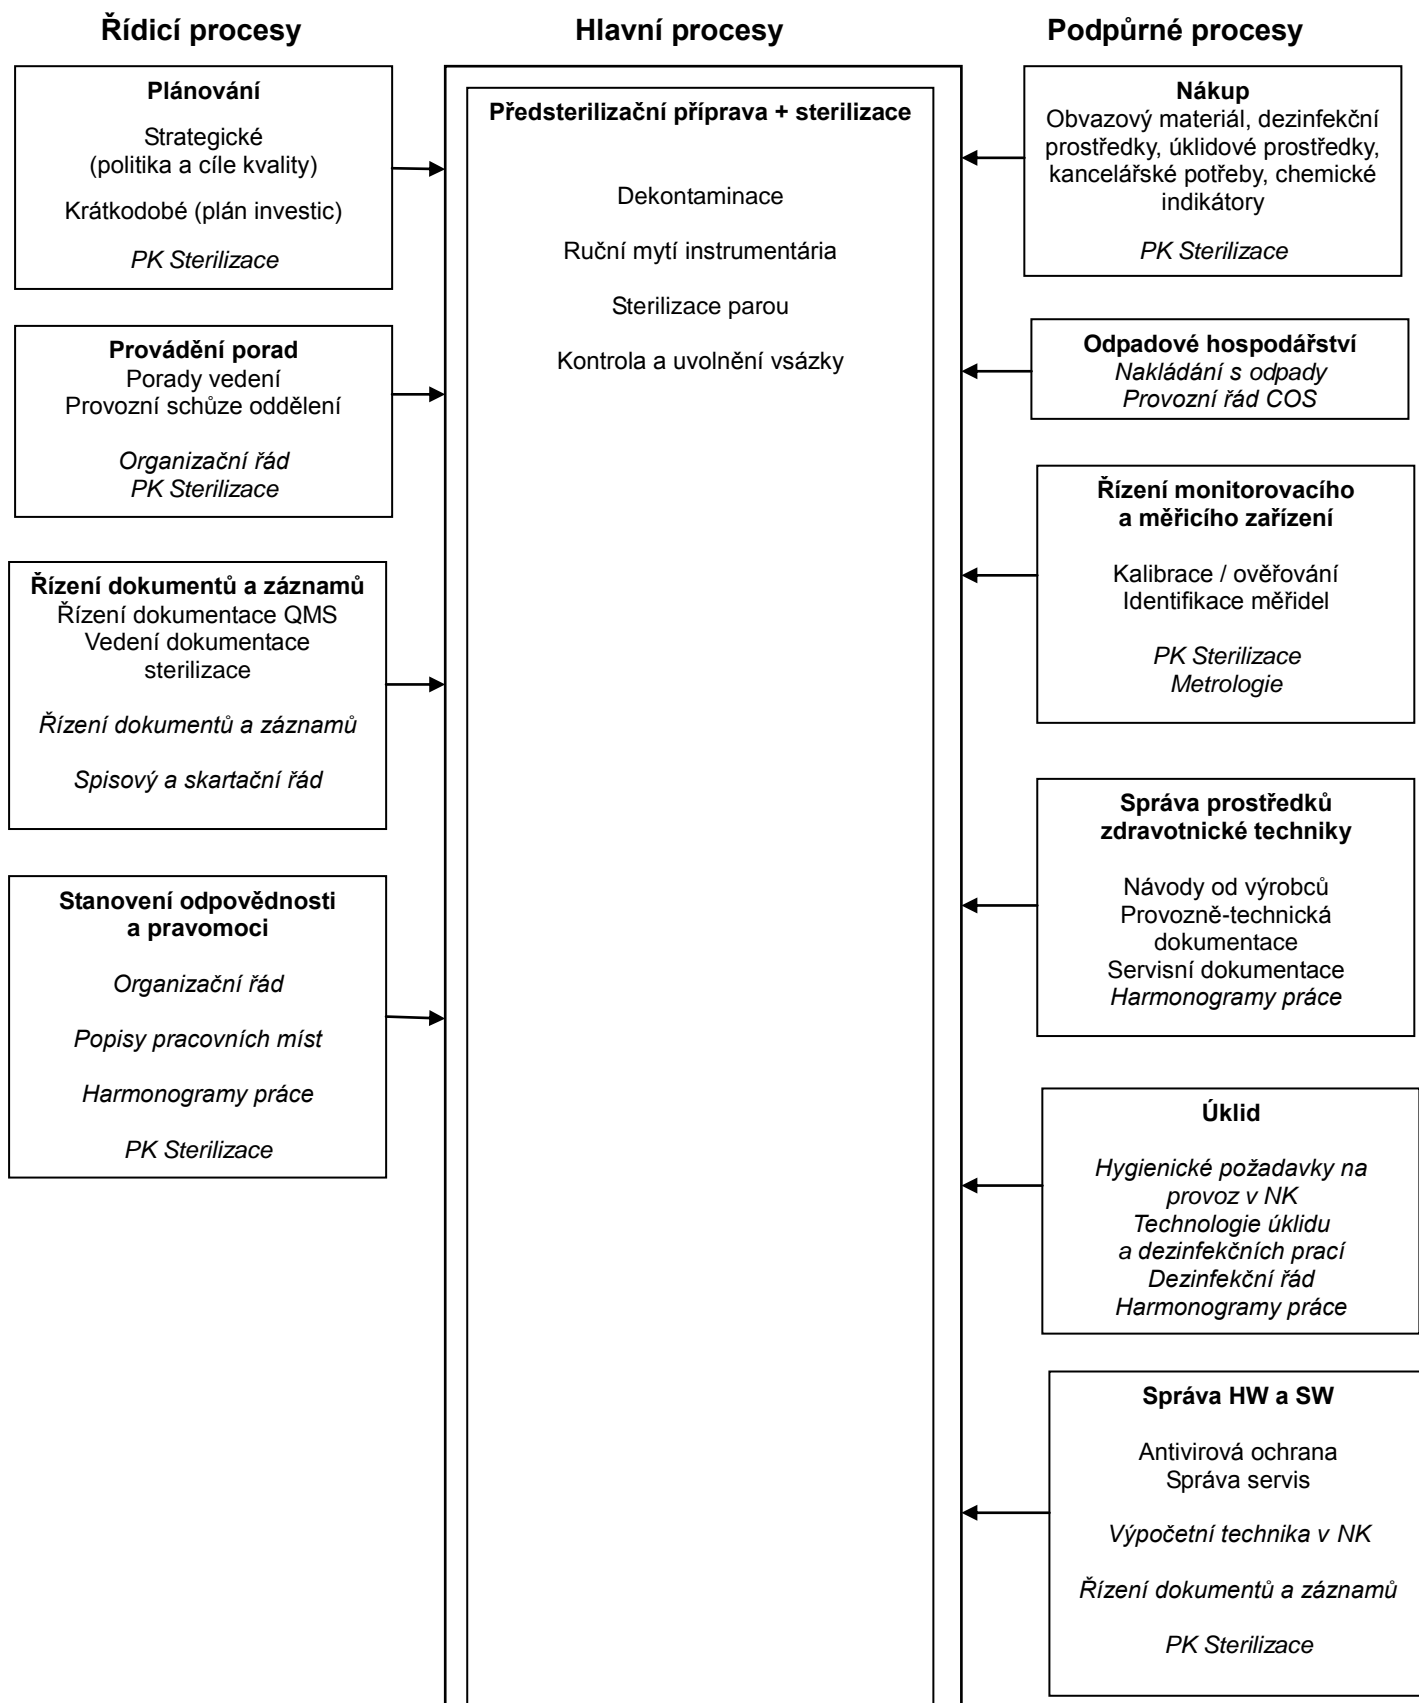 Řídicí procesy
Plánování
Strategické
(politika a cíle kvality)
Krátkodobé (plán investic)
PK Sterilizace
Provádění porad
Porady vedení
Provozní schůze oddělení
Organizační řád
PK Sterilizace
Řízení dokumentů a záznamů
Řízení dokumentace QMS
Vedení dokumentace
sterilizace
Řízení dokumentů a záznamů
Spisový a skartační řád
Stanovení odpovědnosti
a pravomoci
Organizační řád
Popisy pracovních míst
Harmonogramy práce
PK Sterilizace
Hlavní procesy
Předsterilizační příprava + sterilizace
Dekontaminace
Ruční mytí instrumentária
Sterilizace parou
Kontrola a uvolnění vsázky
Podpůrné procesy
Nákup
Obvazový materiál, dezinfekční
prostředky, úklidové prostředky,
kancelářské potřeby, chemické
indikátory
PK Sterilizace
Odpadové hospodářství
Nakládání s odpady
Provozní řád COS
Řízení monitorovacího
a měřicího zařízení
Kalibrace / ověřování
Identifikace měřidel
PK Sterilizace
Metrologie
Správa prostředků
zdravotnické techniky
Návody od výrobců
Provozně-technická
dokumentace
Servisní dokumentace
Harmonogramy práce
Úklid
Hygienické požadavky na
provoz v NK
Technologie úklidu
a dezinfekčních prací
Dezinfekční řád
Harmonogramy práce
Správa HW a SW
Antivirová ochrana
Správa servis
Výpočetní technika v NK
Řízení dokumentů a záznamů
PK Sterilizace